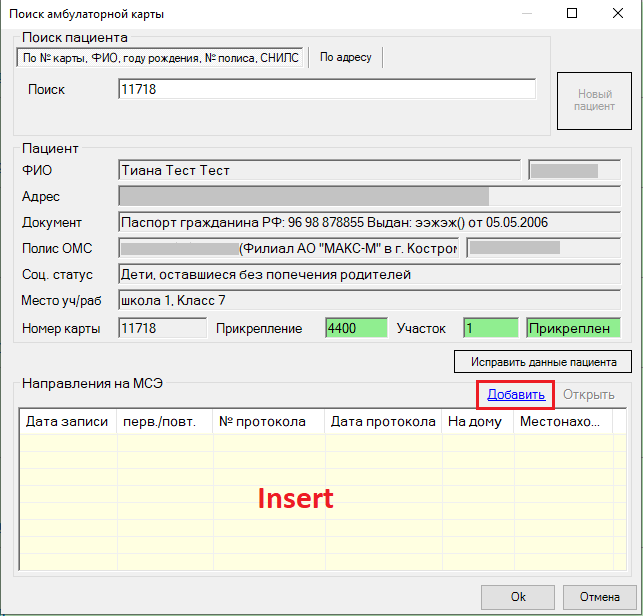 Поиск амбулаторной карты
Поиск пациента
По № карты, ФИО, году рождения, № полиса, СНИЛС
По адресу
Поиск
11718
Новый
пациент
Пациент
ФИО
Тиана Тест Тест
Адрес
Документ
Паспорт гражданина РФ: 96 98 878855 Выдан: ээжэж() от 05.05.2006
Полис ОМС
(Филиал АО "МАКС-М" в г. Костром
Соц. статус
Дети, оставшиеся без попечения родителей
Место уч/раб
школа 1, Класс 7
Номер карты
11718
Прикрепление
4400
Участок
1
Прикреплен
Исправить данные пациента
Направления на МСЭ
Добавить
Открыть
Дата записи
перв./повт.
№ протокола
Дата протокола
На дому
Местонахо...
Insert
Ok
Отмена